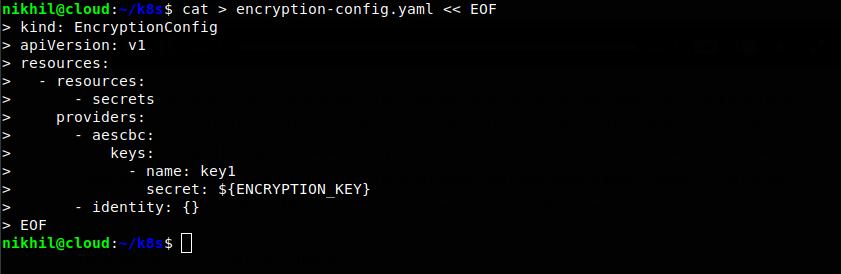 nikhil@cloud:~/k8s$ cat > encryption-config.yaml << EOF
> kind: EncryptionConfig
> apiVersion: v1
> resources:
>   - resources:
>       - secrets
>     providers:
>       - aescbc:
>           keys:
>             - name: key1
>               secret: ${ENCRYPTION_KEY}
>       - identity: {}
> EOF
nikhil@cloud:~/k8s$